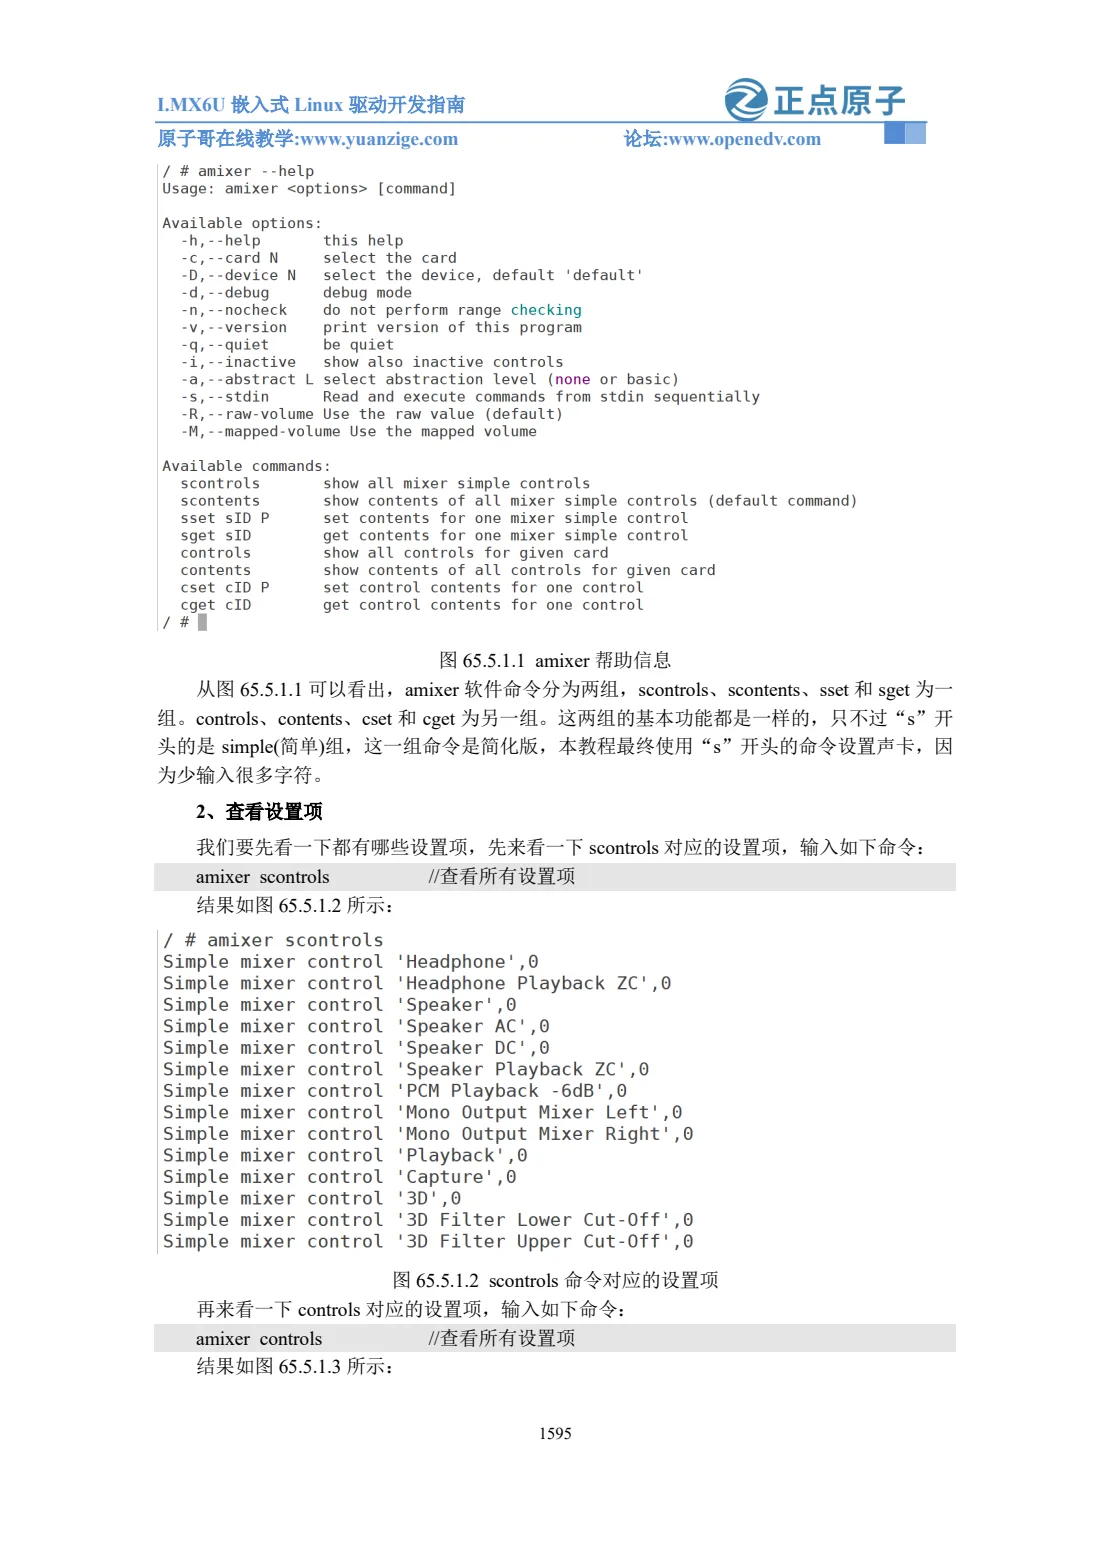 I.MX6U 嵌入式 Linux 驱动开发指南
正点原子
原子哥在线教学:www.yuanzige.com 论坛:www.openedv.com
/ # amixer --help
Usage: amixer <options> [command]
Available options:
-h,--help this help
-c,--card N select the card
-D,--device N select the device, default 'default'
-d,--debug debug mode
-n,--nocheck do not perform range checking
-v,--version print version of this program
-q,--quiet be quiet
-i,--inactive show also inactive controls
-a,--abstract L select abstraction level (none or basic)
-s,--stdin Read and execute commands from stdin sequentially
-R,--raw-volume Use the raw value (default)
-M,--mapped-volume Use the mapped volume
Available commands:
scontrols show all mixer simple controls
scontents show contents of all mixer simple controls (default command)
sset sID P set contents for one mixer simple control
sget sID get contents for one mixer simple control
controls show all controls for given card
contents show contents of all controls for given card
cset cID P set control contents for one control
cget cID get control contents for one control
/ #
图 65.5.1.1 amixer 帮助信息
从图 65.5.1.1 可以看出，amixer 软件命令分为两组，scontrols、scontents、sset 和 sget 为一
组。controls、contents、cset 和 cget 为另一组。这两组的基本功能都是一样的，只不过“s”开
头的是 simple(简单)组，这一组命令是简化版，本教程最终使用“s”开头的命令设置声卡，因
为少输入很多字符。
2、查看设置项
我们要先看一下都有哪些设置项，先来看一下 scontrols 对应的设置项，输入如下命令：
amixer scontrols //查看所有设置项
结果如图 65.5.1.2 所示：
/ # amixer scontrols
Simple mixer control 'Headphone',0
Simple mixer control 'Headphone Playback ZC',0
Simple mixer control 'Speaker',0
Simple mixer control 'Speaker AC',0
Simple mixer control 'Speaker DC',0
Simple mixer control 'Speaker Playback ZC',0
Simple mixer control 'PCM Playback -6dB',0
Simple mixer control 'Mono Output Mixer Left',0
Simple mixer control 'Mono Output Mixer Right',0
Simple mixer control 'Playback',0
Simple mixer control 'Capture',0
Simple mixer control '3D',0
Simple mixer control '3D Filter Lower Cut-Off',0
Simple mixer control '3D Filter Upper Cut-Off',0
图 65.5.1.2 scontrols 命令对应的设置项
再来看一下 controls 对应的设置项，输入如下命令：
amixer controls //查看所有设置项
结果如图 65.5.1.3 所示：
1595